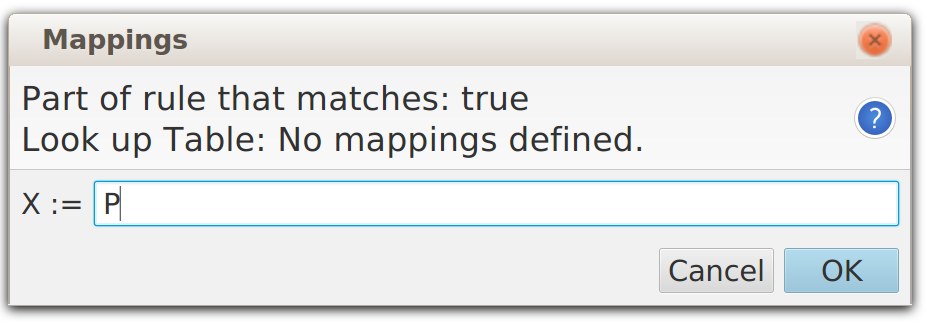 Mappings
Part of rule that matches: true
Look up Table: No mappings defined.
?
X := P
Cancel OK